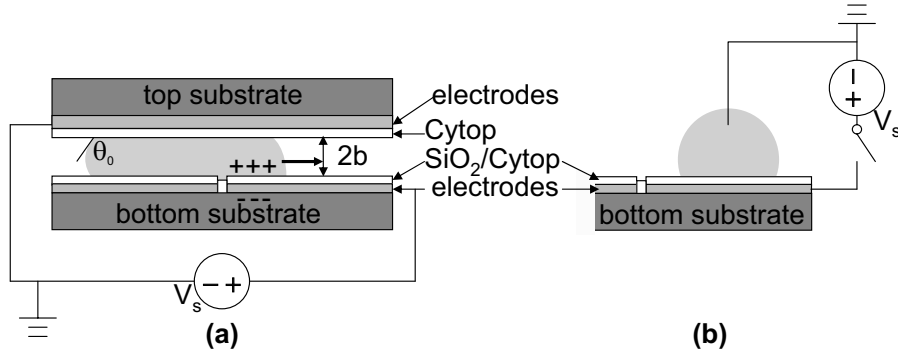 top substrate
electrodes
Cytop
θ₀
+++
2b
SiO₂/Cytop
electrodes
---
bottom substrate
Vₛ
− +
(a)
− +
Vₛ
bottom substrate
(b)